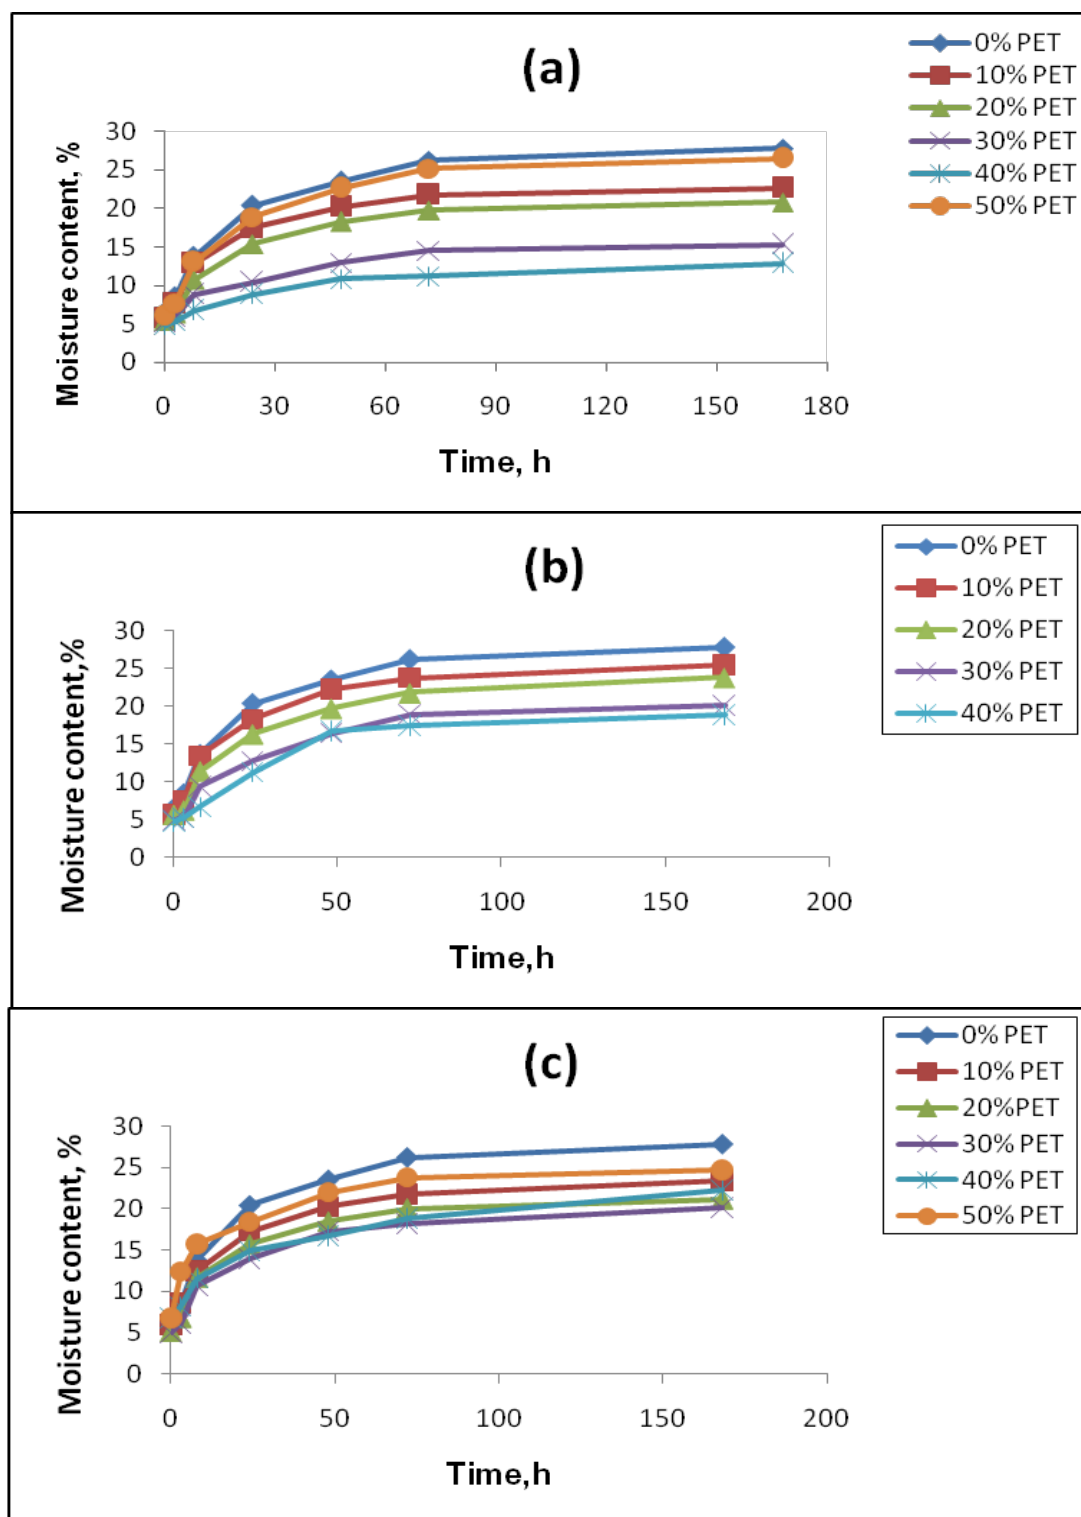 (a)
0% PET
10% PET
20% PET
30% PET
40% PET
50% PET
Moisture content, %
30
25
20
15
10
5
0
0 30 60 90 120 150 180
Time, h
(b)
0% PET
10% PET
20% PET
30% PET
40% PET
Moisture content,%
30
25
20
15
10
5
0
0 50 100 150 200
Time,h
(c)
0% PET
10% PET
20%PET
30% PET
40% PET
50% PET
Moisture content, %
30
25
20
15
10
5
0
0 50 100 150 200
Time,h